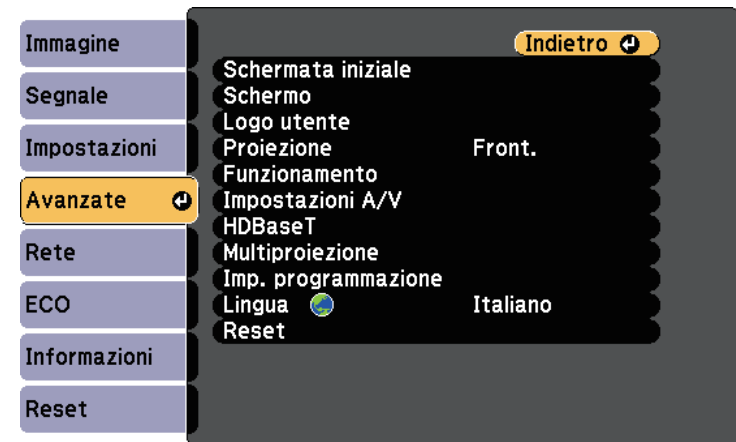 Immagine
Segnale
Impostazioni
Avanzate
Rete
ECO
Informazioni
Reset
Indietro
Schermata iniziale
Schermo
Logo utente
Proiezione Front.
Funzionamento
Impostazioni A/V
HDBaseT
Multiproiezione
Imp. programmazione
Lingua Italiano
Reset